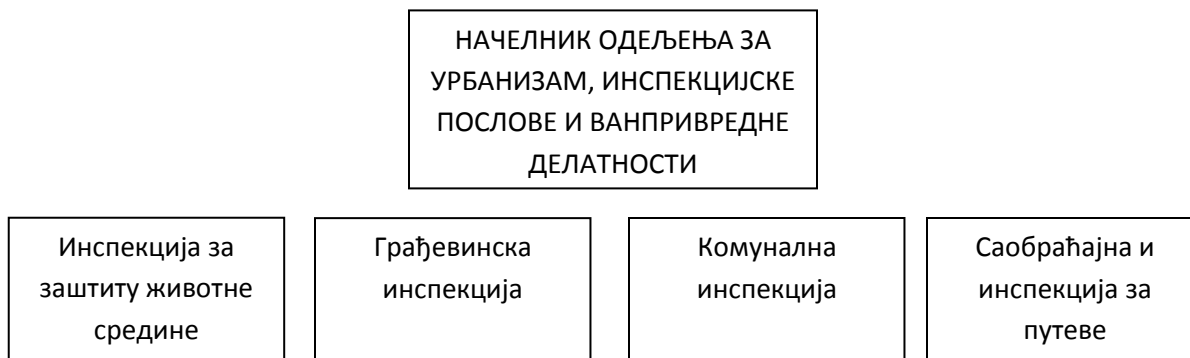 НАЧЕЛНИК ОДЕЉЕЊА ЗА
УРБАНИЗАМ, ИНСПЕКЦИЈСКЕ
ПОСЛОВЕ И ВАНПРИВРЕДНЕ
ДЕЛАТНОСТИ
Инспекција за
заштиту животне
средине
Грађевинска
инспекција
Комунална
инспекција
Саобраћајна и
инспекција за
путеве